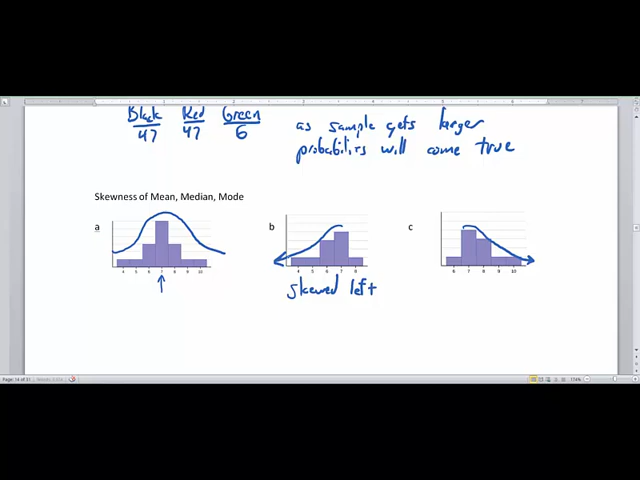 Black Red Green
47 47 6
as sample gets larger
probabilitis will come true
Skewness of Mean, Median, Mode
a
b
c
4 5 6 7 8 9 10
4 5 6 7 8
6 7 8 9 10
skewed left